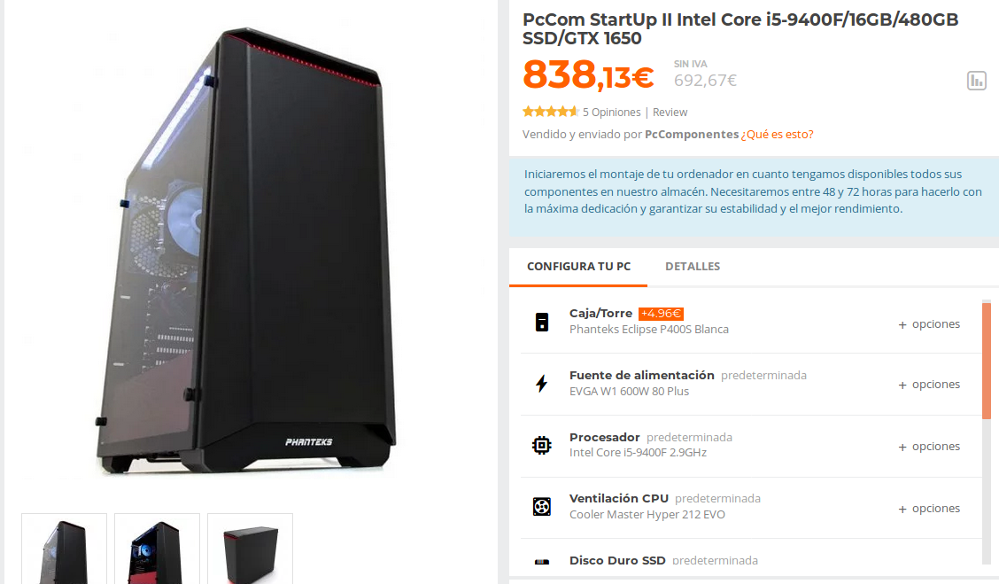 PHANTEKS
PcCom StartUp II Intel Core i5-9400F/16GB/480GB
SSD/GTX 1650
838,13€
SIN IVA
692,67€
5 Opiniones | Review
Vendido y enviado por PcComponentes ¿Qué es esto?
Iniciaremos el montaje de tu ordenador en cuanto tengamos disponibles todos sus
componentes en nuestro almacén. Necesitaremos entre 48 y 72 horas para hacerlo con
la máxima dedicación y garantizar su estabilidad y el mejor rendimiento.
CONFIGURA TU PC DETALLES
Caja/Torre +4.96€
Phanteks Eclipse P400S Blanca
+ opciones
Fuente de alimentación predeterminada
EVGA W1 600W 80 Plus
+ opciones
Procesador predeterminada
Intel Core i5-9400F 2.9GHz
+ opciones
Ventilación CPU predeterminada
Cooler Master Hyper 212 EVO
+ opciones
Disco Duro SSD predeterminada